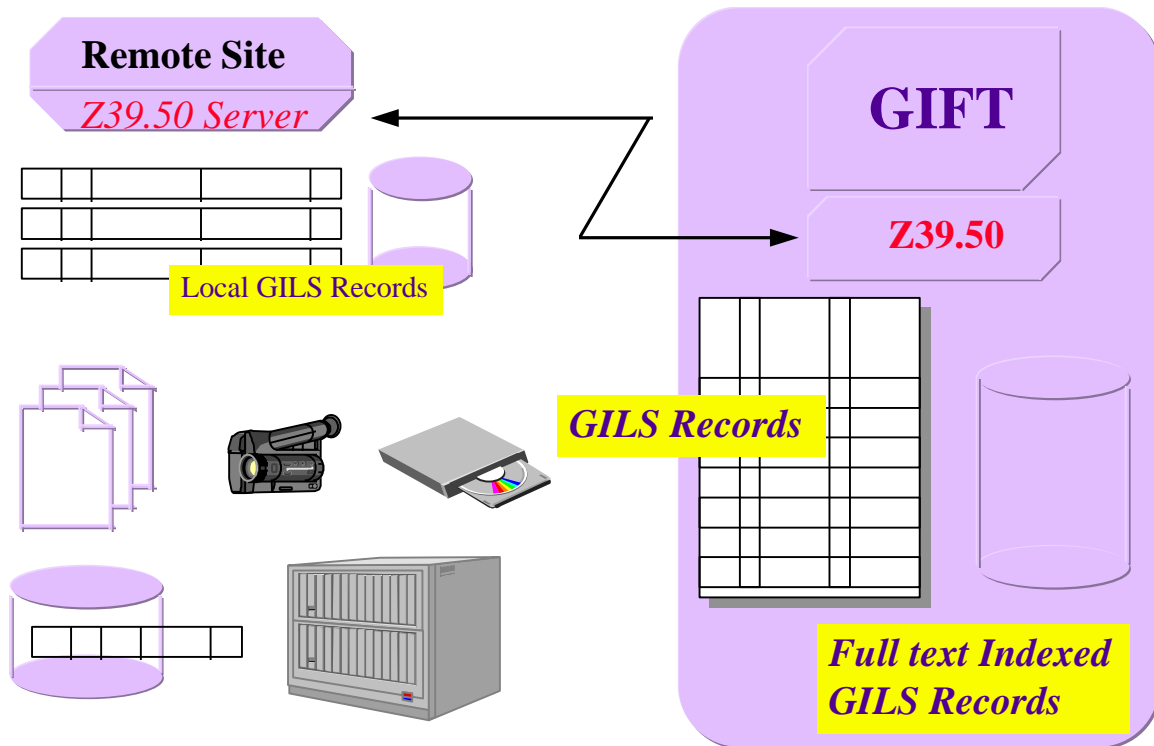 Remote Site
Z39.50 Server
Local GILS Records
GIFT
Z39.50
GILS Records
Full text Indexed
GILS Records